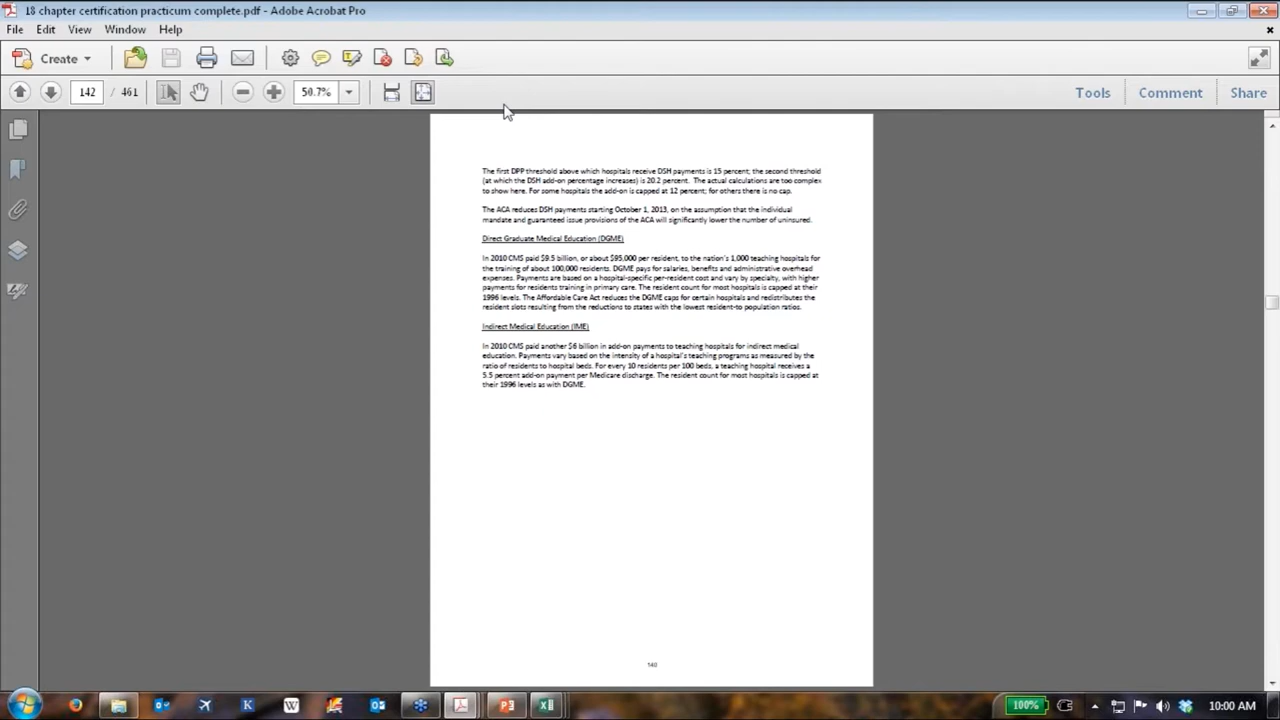 18 chapter certification practicum complete.pdf - Adobe Acrobat Pro
File Edit View Window Help
Create
142 / 461 50.7% Tools Comment Share
The first DPP threshold above which hospitals receive DSH payments is 15 percent; the second threshold
(at which the DSH add-on percentage increases) is 20.2 percent. The actual calculations are too complex
to show here. For some hospitals the add-on is capped at 12 percent; for others there is no cap.
The ACA reduces DSH payments starting October 1, 2013, on the assumption that the individual
mandate and guaranteed issue provisions of the ACA will significantly lower the number of uninsured.
Direct Graduate Medical Education (DGME)
In 2010 CMS paid $9.5 billion, or about $95,000 per resident, to the nation's 1,000 teaching hospitals for
the training of about 100,000 residents. DGME pays for salaries, benefits and administrative overhead
expenses. Payments are based on a hospital-specific per-resident cost and vary by specialty, with higher
payments for residents training in primary care. The resident count for most hospitals is capped at their
1996 levels. The Affordable Care Act reduces the DGME caps for certain hospitals and redistributes the
resident slots resulting from the reductions to states with the lowest resident-to population ratios.
Indirect Medical Education (IME)
In 2010 CMS paid another $6 billion in add-on payments to teaching hospitals for indirect medical
education. Payments vary based on the intensity of a hospital's teaching programs as measured by the
ratio of residents to hospital beds. For every 10 residents per 100 beds, a teaching hospital receives a
5.5 percent add-on payment per Medicare discharge. The resident count for most hospitals is capped at
their 1996 levels as with DGME.
140
100% 10:00 AM